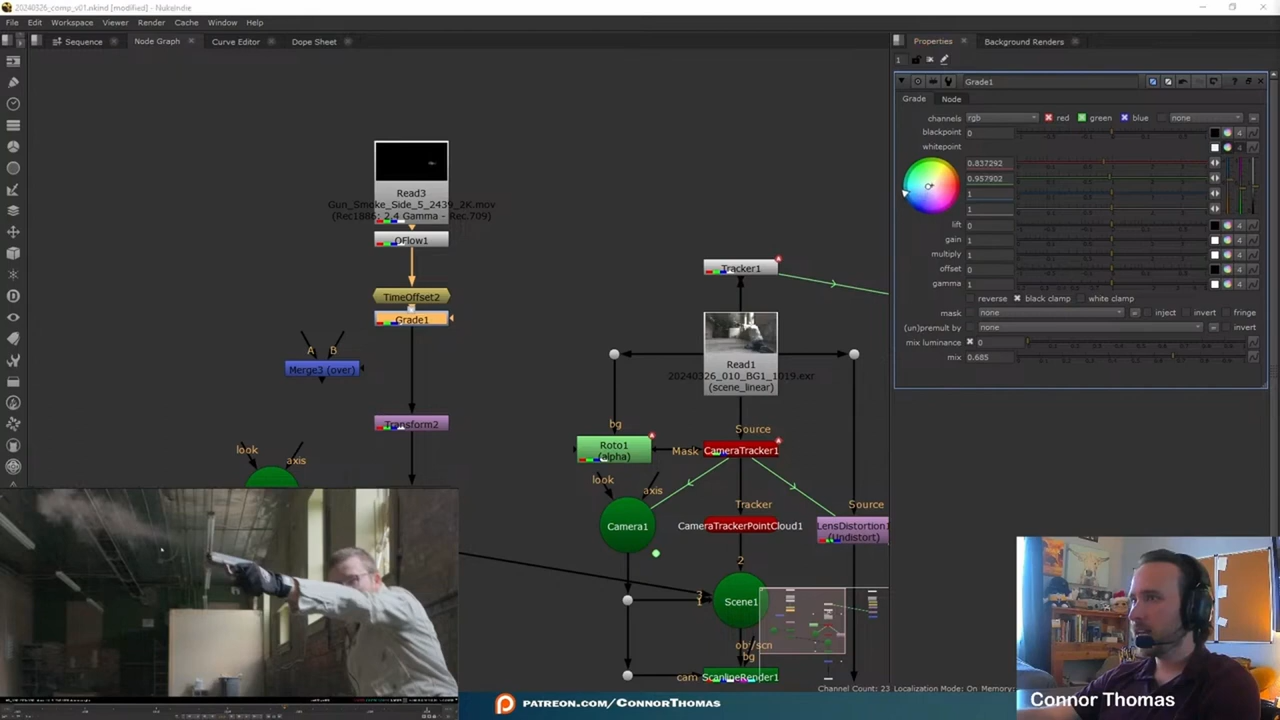 20240326_comp_v01.nkind [modified] - NukeIndie
File Edit Workspace Viewer Render Cache Window Help
Sequence Node Graph Curve Editor Dope Sheet
Properties Background Renders
1
Grade1
Grade Node
channels rgb red green blue none
blackpoint 0
whitepoint
0.837292
0.957902
1
1
lift 0
gain 1
multiply 1
offset 0
gamma 1
reverse black clamp white clamp
mask none inject invert fringe
(un)premult by none invert
mix luminance 0
mix 0.685
Read3
Gun_Smoke_Side_5_2439_2K.mov
(Rec1886: 2.4 Gamma - Rec.709)
OFlow1
TimeOffset2
Grade1
A B
Merge3 (over)
Transform2
look axis
Tracker1
Read1
20240326_010_BG1_1019.exr
(scene_linear)
bg
Source
Roto1
(alpha)
Mask
CameraTracker1
look axis
Camera1
Tracker
Source
CameraTrackerPointCloud1
LensDistortion1
(Undistort)
2
Scene1
1
obj/scn
bg
cam
ScanlineRender1
Channel Count: 23 Localization Mode: On Memory:
PATREON.COM/CONNORTHOMAS
Connor Thomas